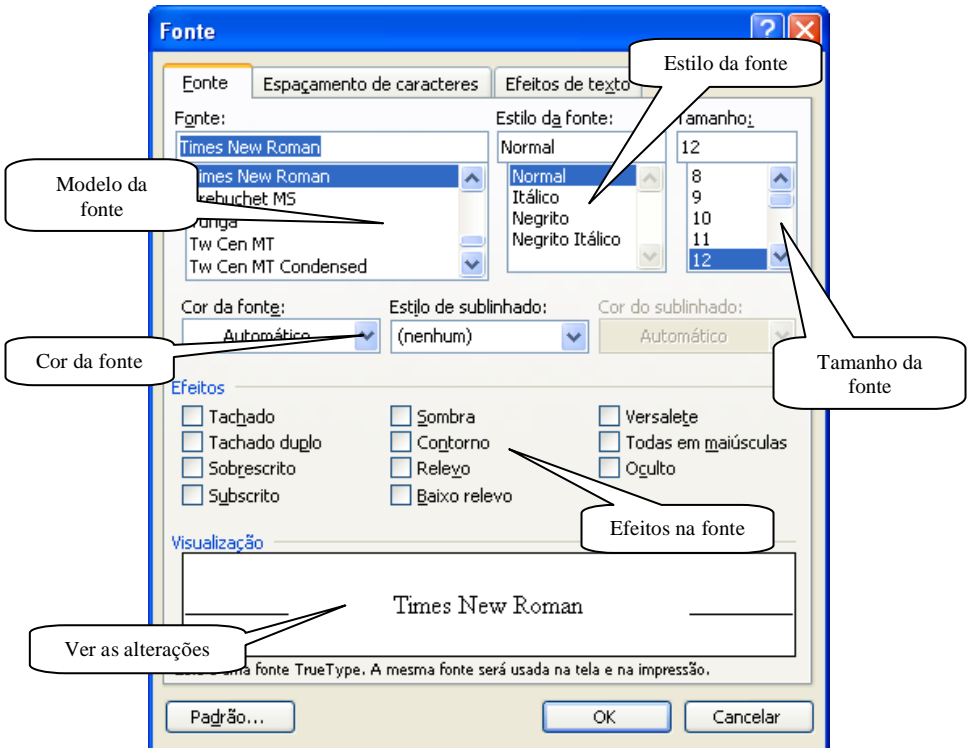 Fonte
Estilo da fonte
Fonte
Espaçamento de caracteres
Efeitos de texto
Fonte:
Estilo da fonte:
Tamanho:
Times New Roman
Normal
12
Modelo da
fonte
Times New Roman
Trebuchet MS
Tunga
Tw Cen MT
Tw Cen MT Condensed
Normal
Itálico
Negrito
Negrito Itálico
8
9
10
11
12
Cor da fonte:
Estilo de sublinhado:
Cor do sublinhado:
Automático
(nenhum)
Automático
Cor da fonte
Tamanho da
fonte
Efeitos
Tachado
Sombra
Versalete
Tachado duplo
Contorno
Todas em maiúsculas
Sobrescrito
Relevo
Oculto
Subscrito
Baixo relevo
Efeitos na fonte
Visualização
Times New Roman
Ver as alterações
uma fonte TrueType. A mesma fonte será usada na tela e na impressão.
Padrão...
OK
Cancelar